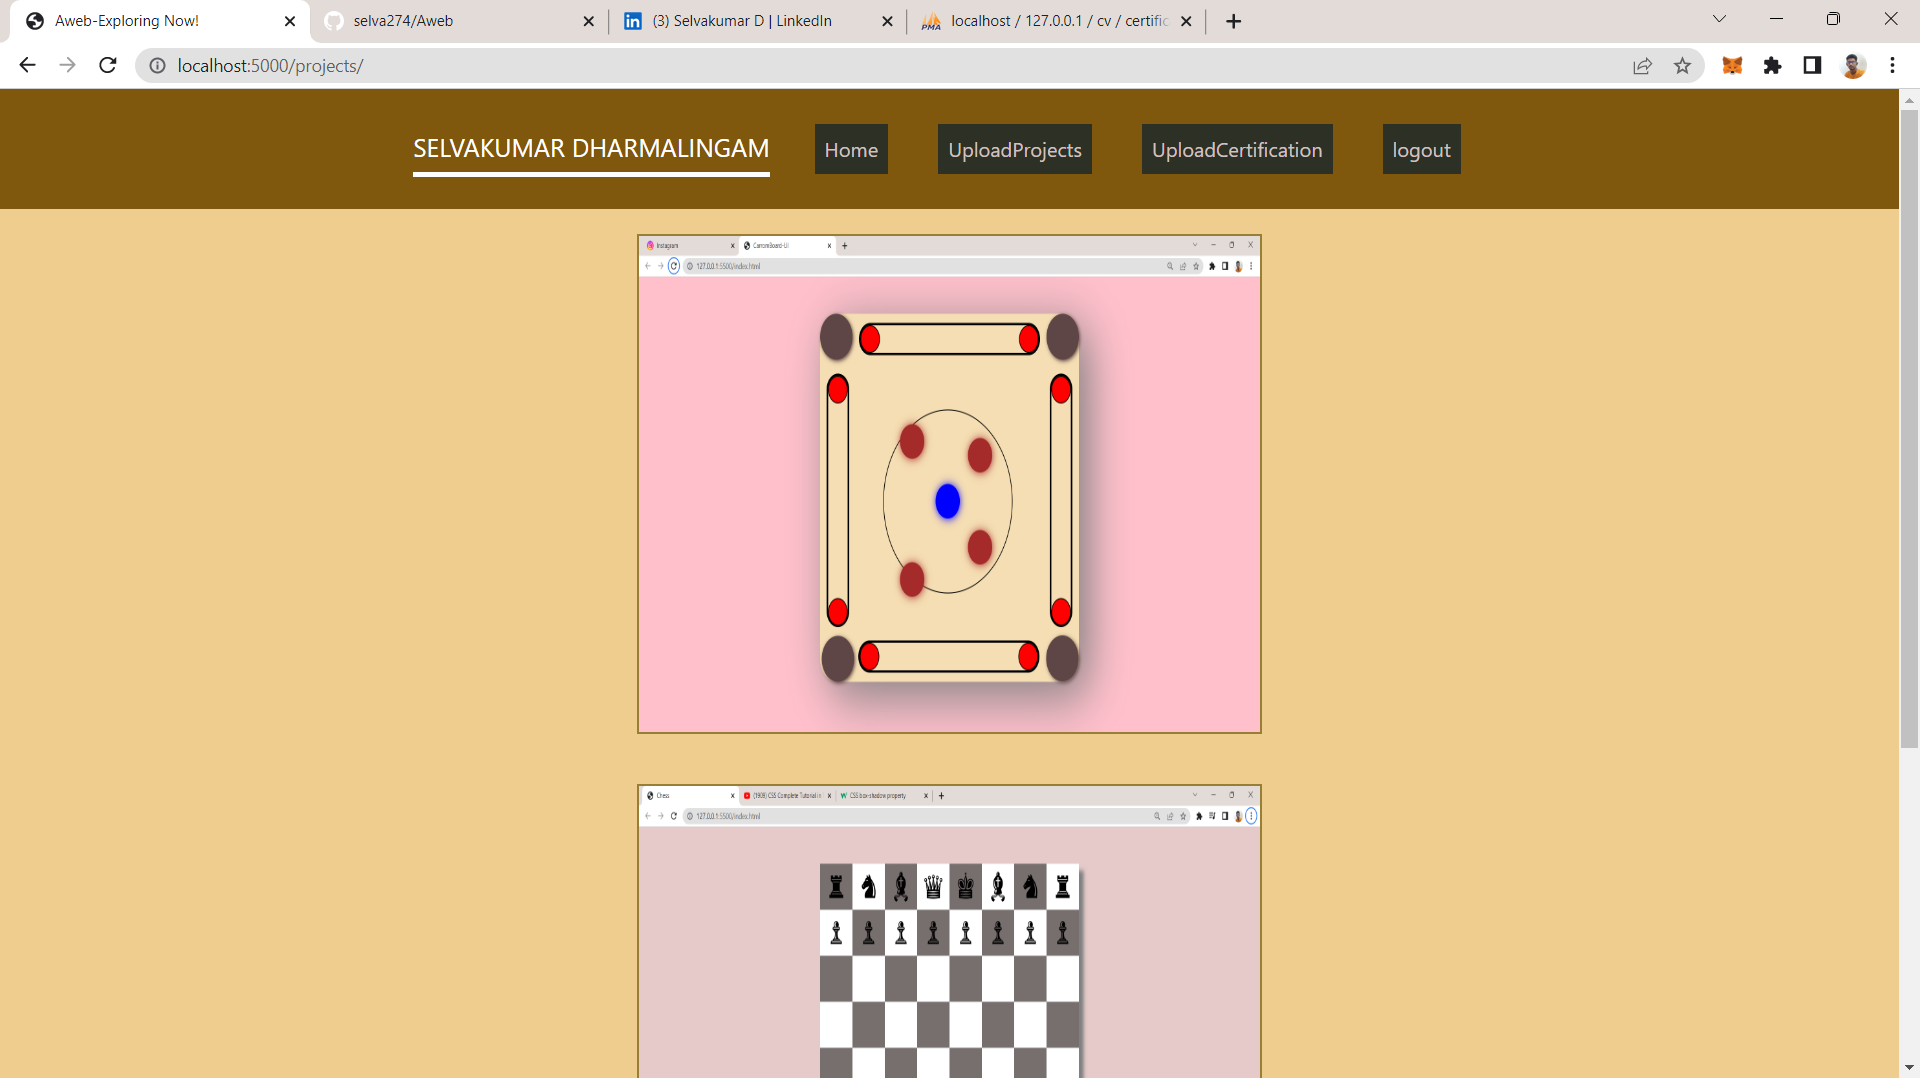 Aweb-Exploring Now!
selva274/Aweb
(3) Selvakumar D | LinkedIn
PMA
localhost / 127.0.0.1 / cv / certific
localhost:5000/projects/
SELVAKUMAR DHARMALINGAM
Home
UploadProjects
UploadCertification
logout
Instagram
CarromBoard-UI
127.0.0.1:5500/index.html
Chess
(1909) CSS Complete Tutorial in
CSS box-shadow property
127.0.0.1:5500/index.html